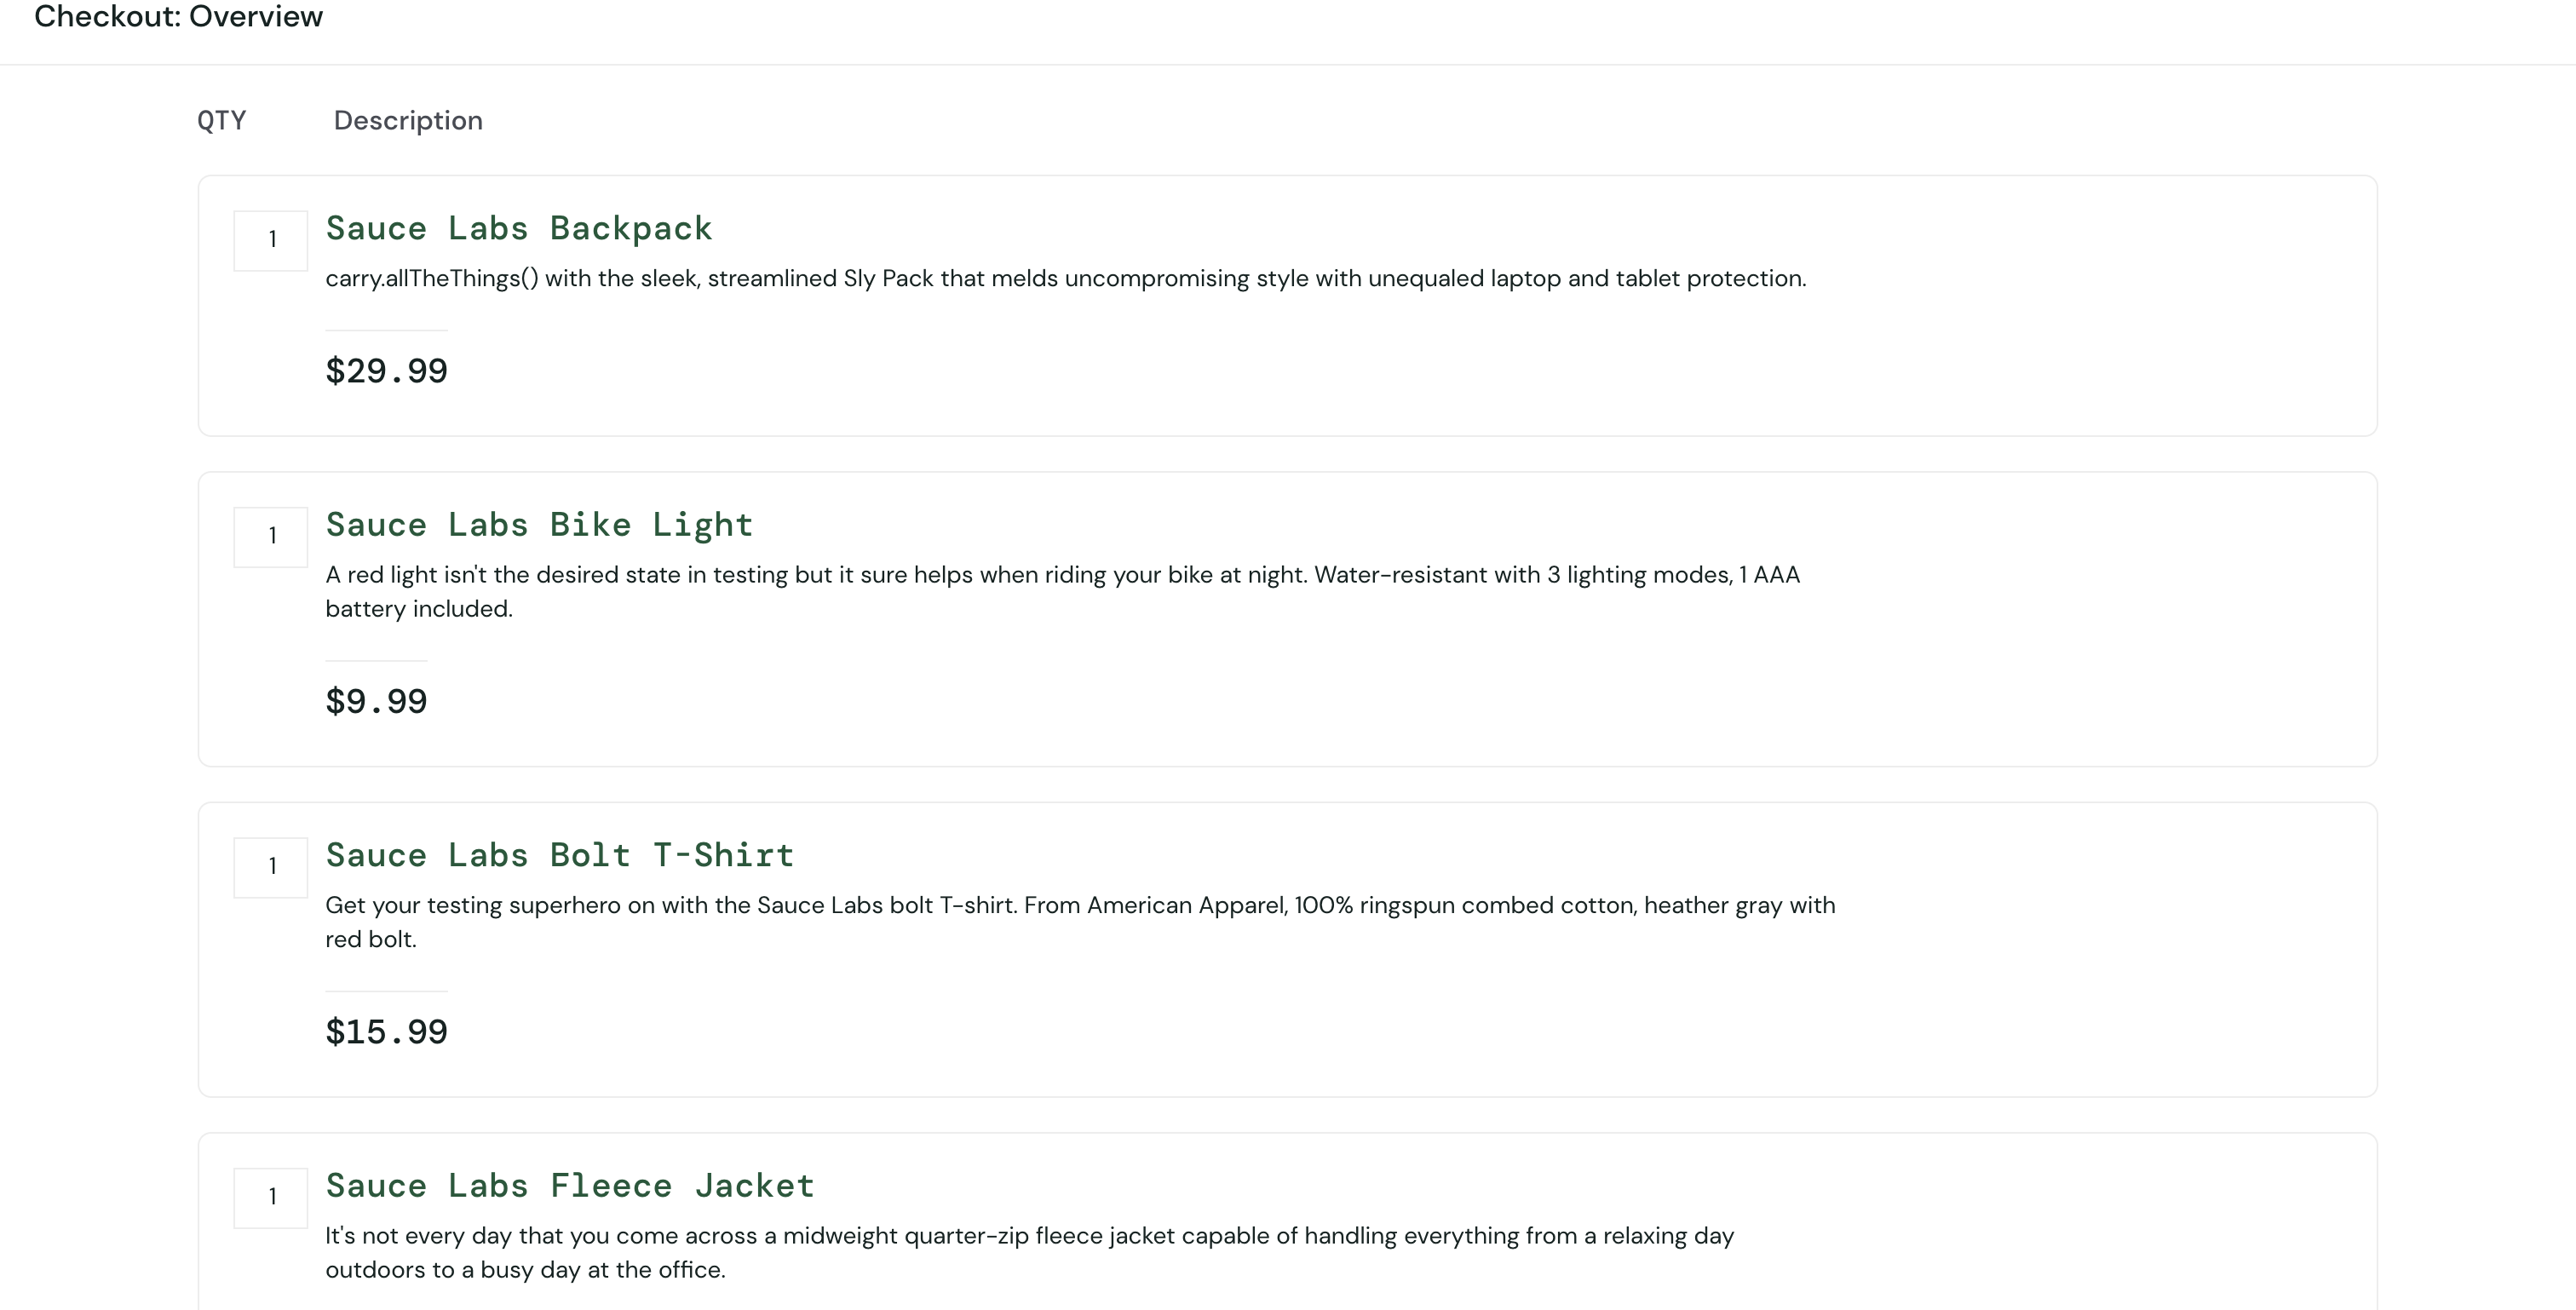 Checkout: Overview
QTY Description
1 Sauce Labs Backpack
carry.allTheThings() with the sleek, streamlined Sly Pack that melds uncompromising style with unequaled laptop and tablet protection.
$29.99
1 Sauce Labs Bike Light
A red light isn't the desired state in testing but it sure helps when riding your bike at night. Water-resistant with 3 lighting modes, 1 AAA
battery included.
$9.99
1 Sauce Labs Bolt T-Shirt
Get your testing superhero on with the Sauce Labs bolt T-shirt. From American Apparel, 100% ringspun combed cotton, heather gray with
red bolt.
$15.99
1 Sauce Labs Fleece Jacket
It's not every day that you come across a midweight quarter-zip fleece jacket capable of handling everything from a relaxing day
outdoors to a busy day at the office.